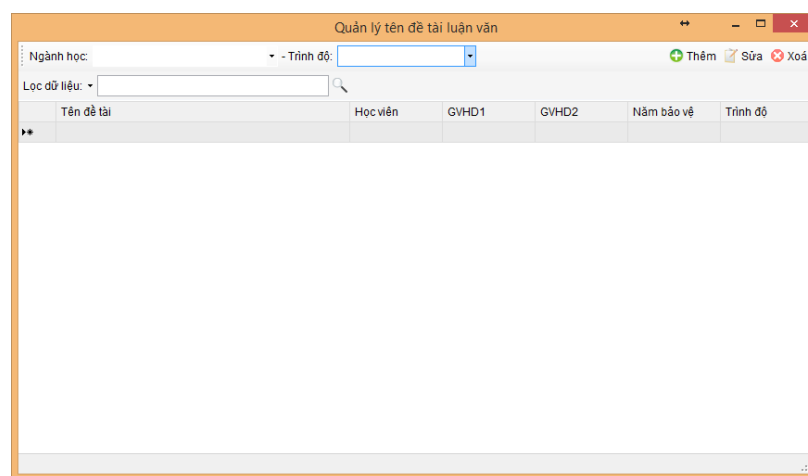 Quản lý tên đề tài luận văn
Ngành học: - Trình độ: Thêm Sửa Xoá
Lọc dữ liệu:
Tên đề tài Học viên GVHD1 GVHD2 Năm bảo vệ Trình độ